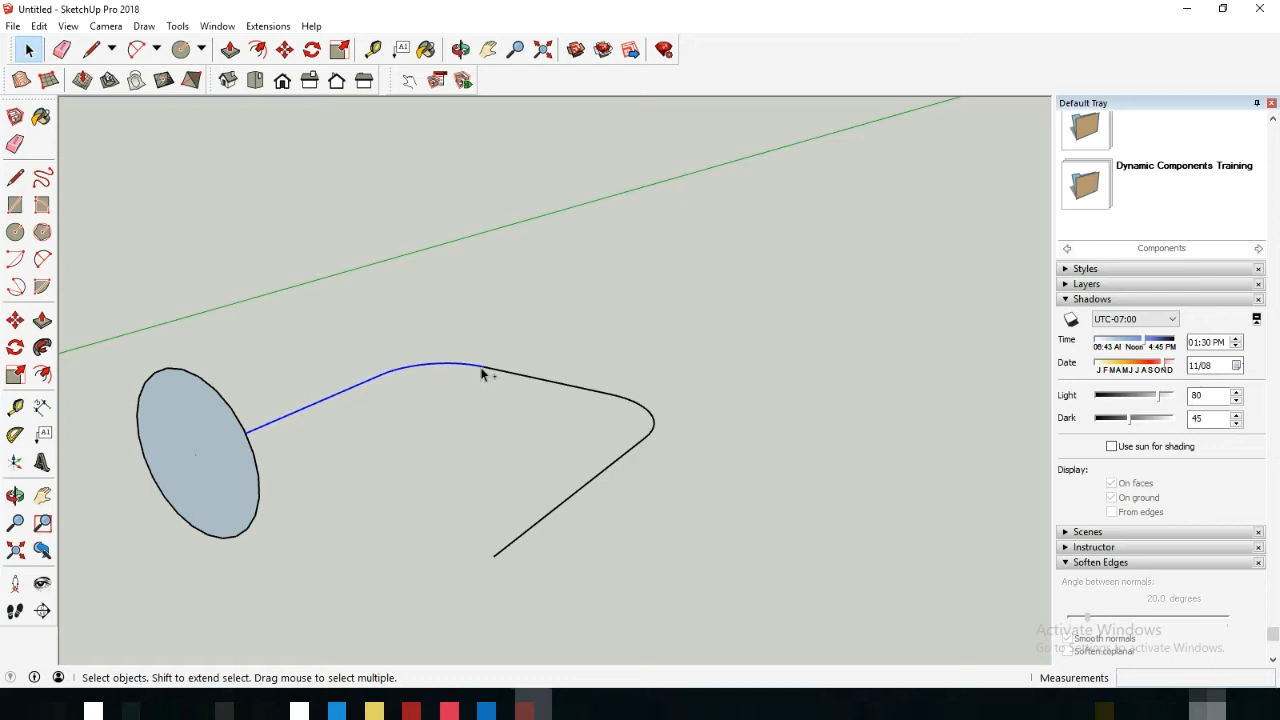 Untitled - SketchUp Pro 2018
File Edit View Camera Draw Tools Window Extensions Help
A1
Default Tray
Dynamic Components Training
Components
Styles
Layers
Shadows
UTC-07:00
Time
06:43 AM Noon 4:45 PM
01:30 PM
Date
J F M A M J J A S O N D
11/08
Light
80
Dark
45
Use sun for shading
Display:
On faces
On ground
From edges
Scenes
Instructor
Soften Edges
Angle between normals:
20.0 degrees
Activate Windows
Smooth normals
Go to Settings to activate Windows.
Soften coplanar
A1
Select objects. Shift to extend select. Drag mouse to select multiple.
Measurements